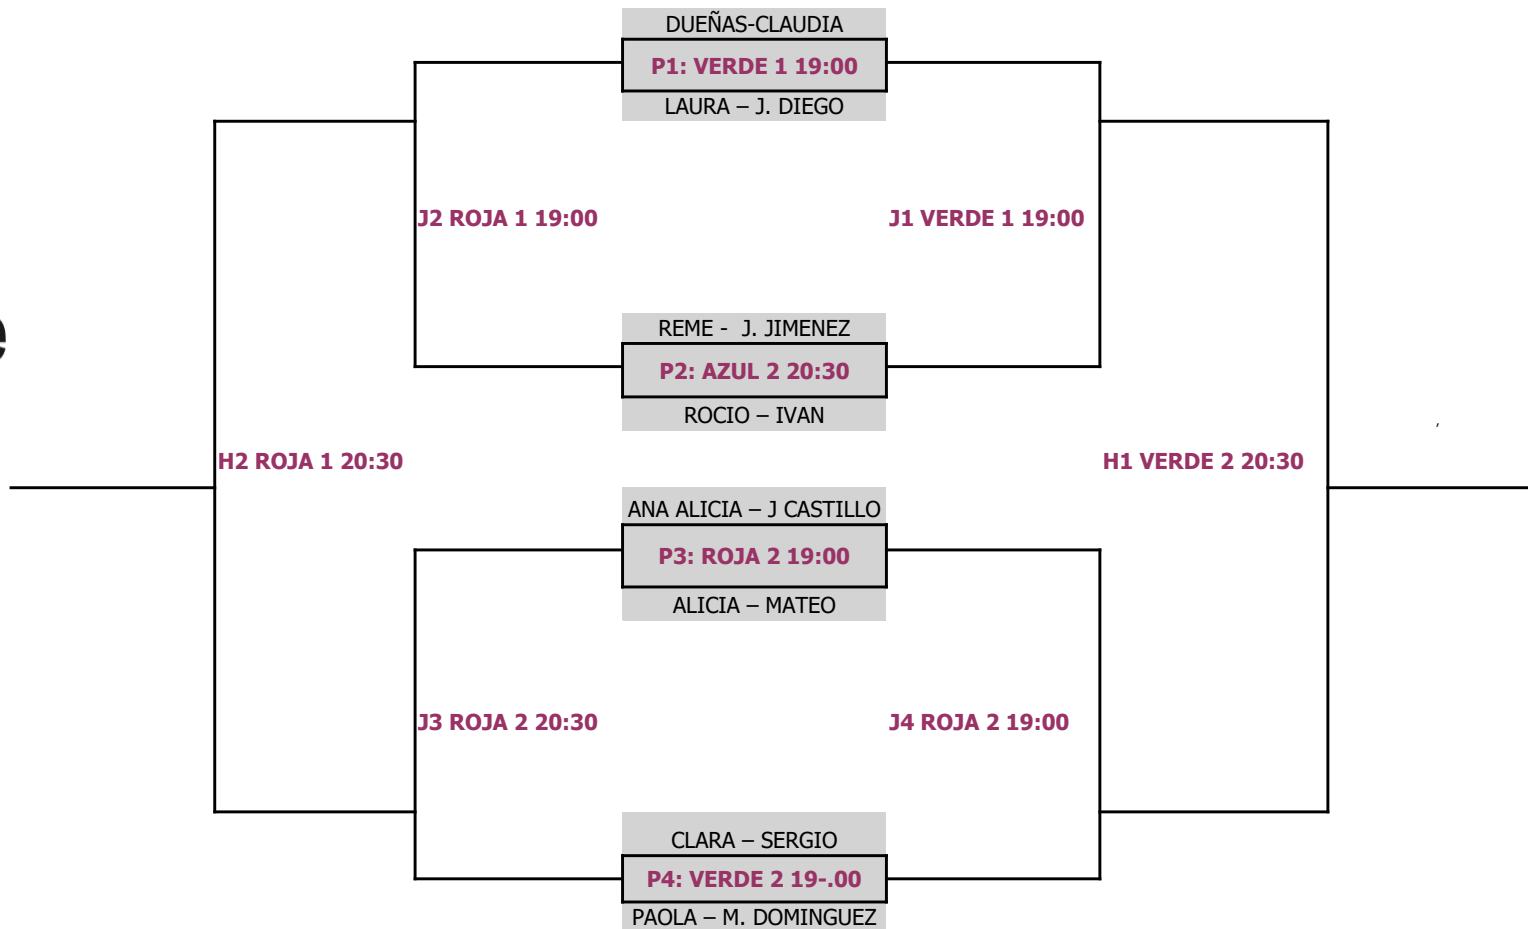 DUEÑAS-CLAUDIA
P1: VERDE 1 19:00
LAURA – J. DIEGO
J2 ROJA 1 19:00
J1 VERDE 1 19:00
REME - J. JIMENEZ
P2: AZUL 2 20:30
ROCIO – IVAN
H2 ROJA 1 20:30
H1 VERDE 2 20:30
ANA ALICIA – J CASTILLO
P3: ROJA 2 19:00
ALICIA – MATEO
J3 ROJA 2 20:30
J4 ROJA 2 19:00
CLARA – SERGIO
P4: VERDE 2 19-.00
PAOLA – M. DOMINGUEZ